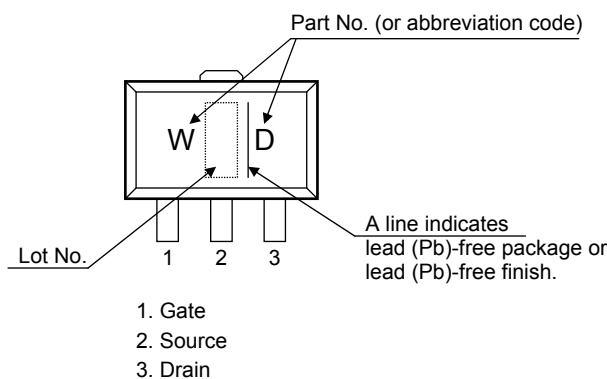 Part No. (or abbreviation code)
W D
Lot No.
1 2 3
A line indicates
lead (Pb)-free package or
lead (Pb)-free finish.
1. Gate
2. Source
3. Drain